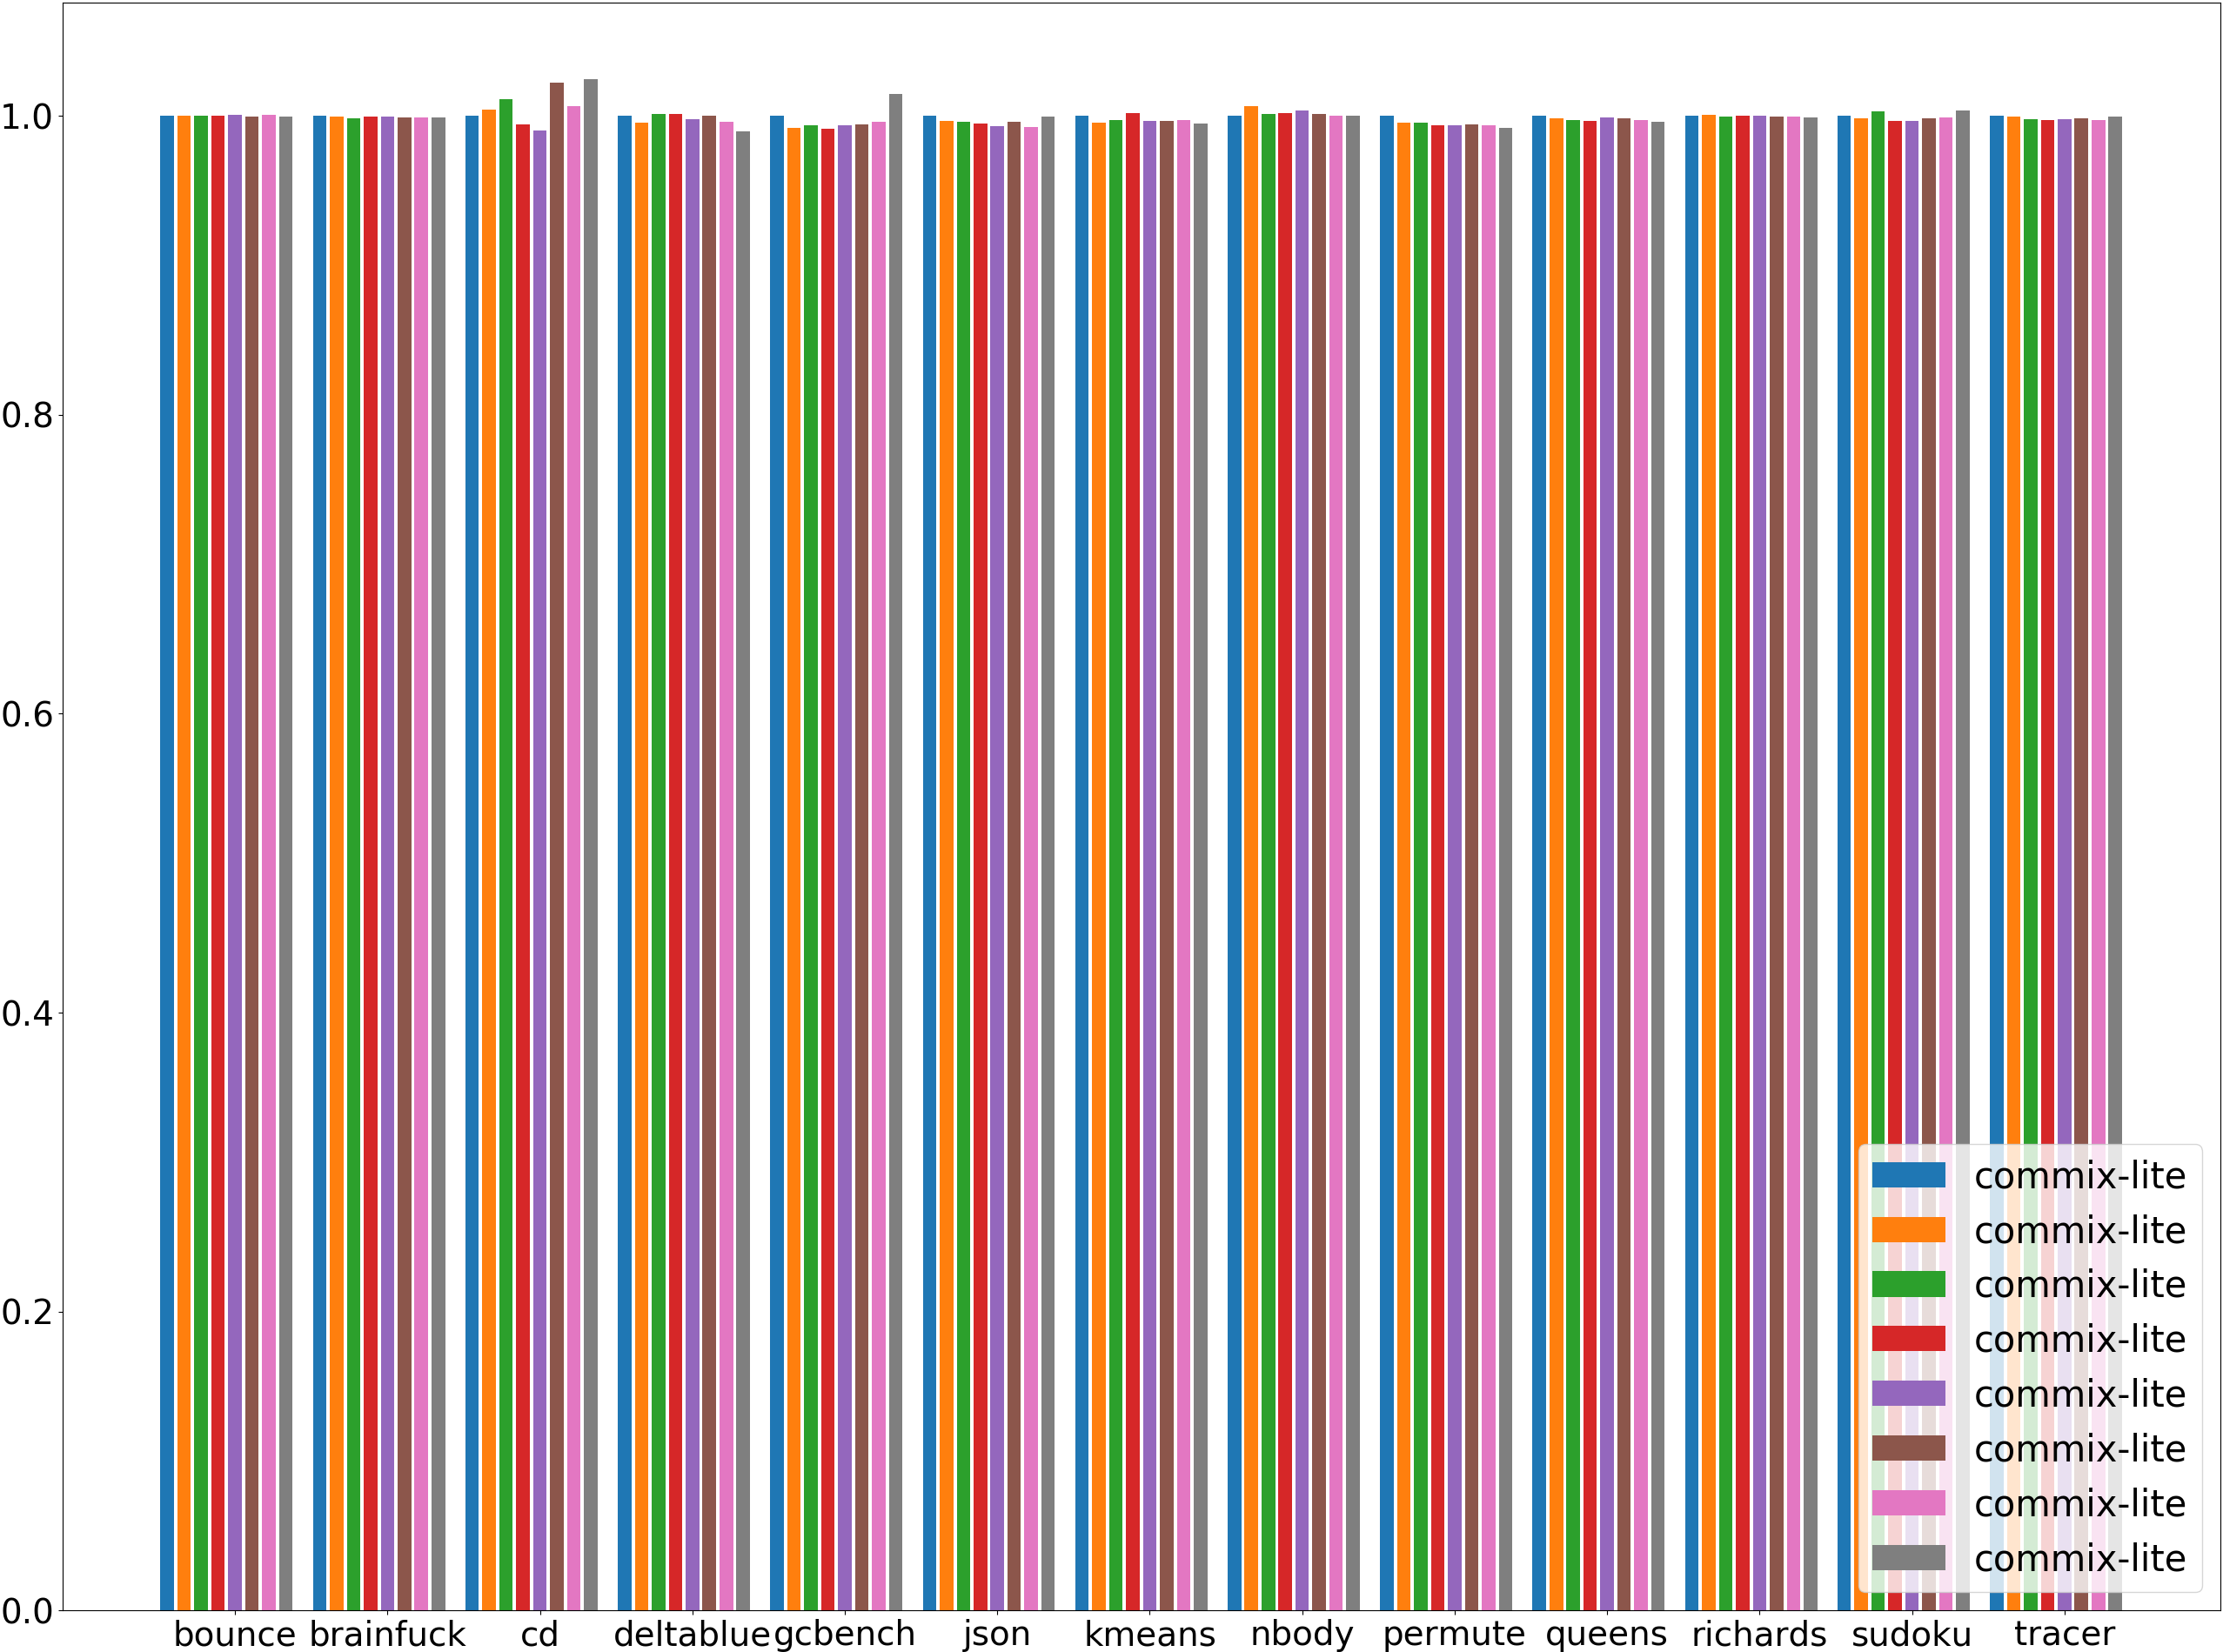 1.0
0.8
0.6
0.4
0.2
0.0
bounce brainfuck cd deltablue gcbench json kmeans nbody permute queens richards sudoku tracer
commix-lite
commix-lite
commix-lite
commix-lite
commix-lite
commix-lite
commix-lite
commix-lite